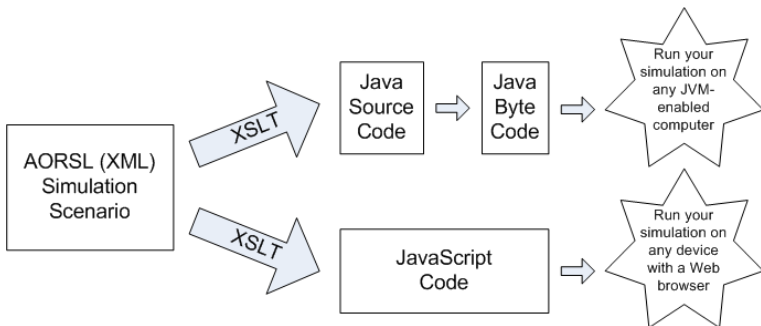 AORSL (XML)
Simulation
Scenario
XSLT
Java
Source
Code
Java
Byte
Code
Run your
simulation on
any JVM-
enabled
computer
XSLT
JavaScript
Code
Run your
simulation on
any device
with a Web
browser